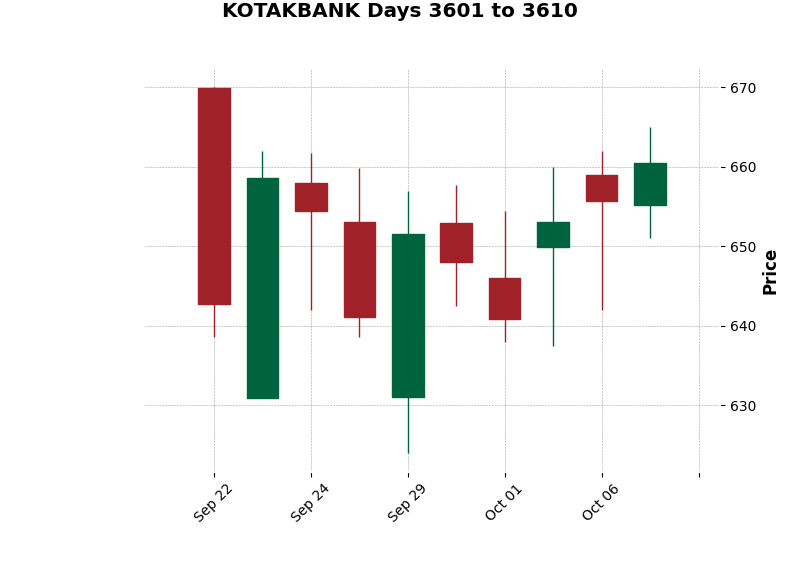 KOTAKBANK Days 3601 to 3610
670
660
650
640
630
Price
Sep 22
Sep 24
Sep 29
Oct 01
Oct 06